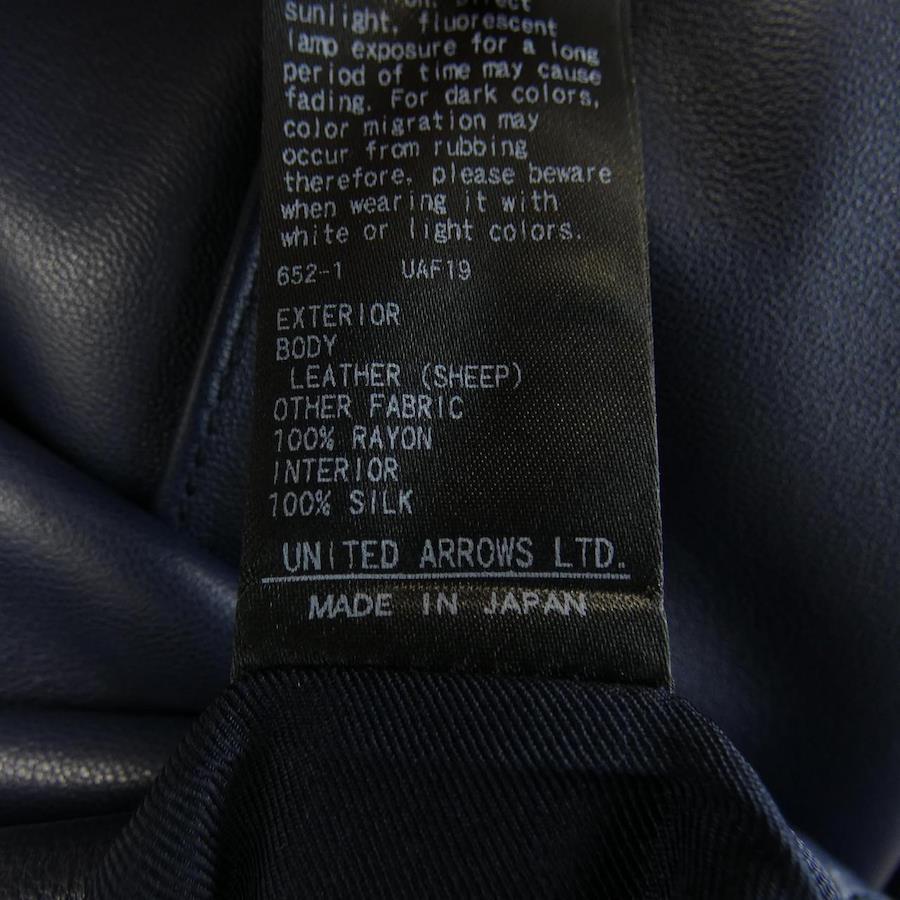 direct
sunlight, fluorescent
lamp exposure for a long
period of time may cause
fading. For dark colors,
color migration may
occur from rubbing
therefore, please beware
when wearing it with
white or light colors.
652-1 UAF19
EXTERIOR
BODY
LEATHER (SHEEP)
OTHER FABRIC
100% RAYON
INTERIOR
100% SILK
UNITED ARROWS LTD.
MADE IN JAPAN